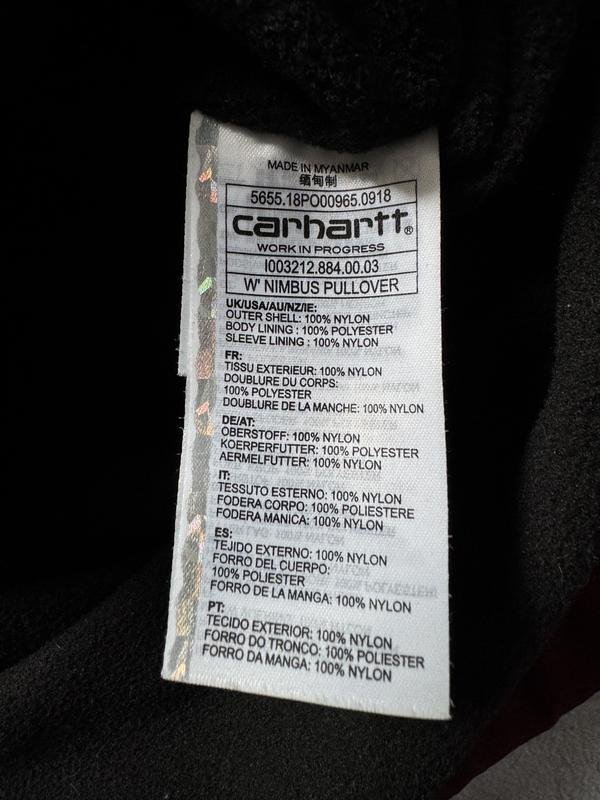 MADE IN MYANMAR
缅甸制
5655.18PO00965.0918
carhartt®
WORK IN PROGRESS
I003212.884.00.03
W' NIMBUS PULLOVER
UK/USA/AU/NZ/IE:
OUTER SHELL: 100% NYLON
BODY LINING : 100% POLYESTER
SLEEVE LINING : 100% NYLON
FR:
TISSU EXTERIEUR: 100% NYLON
DOUBLURE DU CORPS:
100% POLYESTER
DOUBLURE DE LA MANCHE: 100% NYLON
DE/AT:
OBERSTOFF: 100% NYLON
KOERPERFUTTER: 100% POLYESTER
AERMELFUTTER: 100% NYLON
IT:
TESSUTO ESTERNO: 100% NYLON
FODERA CORPO: 100% POLIESTERE
FODERA MANICA: 100% NYLON
ES:
TEJIDO EXTERNO: 100% NYLON
FORRO DEL CUERPO:
100% POLIESTER
FORRO DE LA MANGA: 100% NYLON
PT:
TECIDO EXTERIOR: 100% NYLON
FORRO DO TRONCO: 100% POLIESTER
FORRO DA MANGA: 100% NYLON